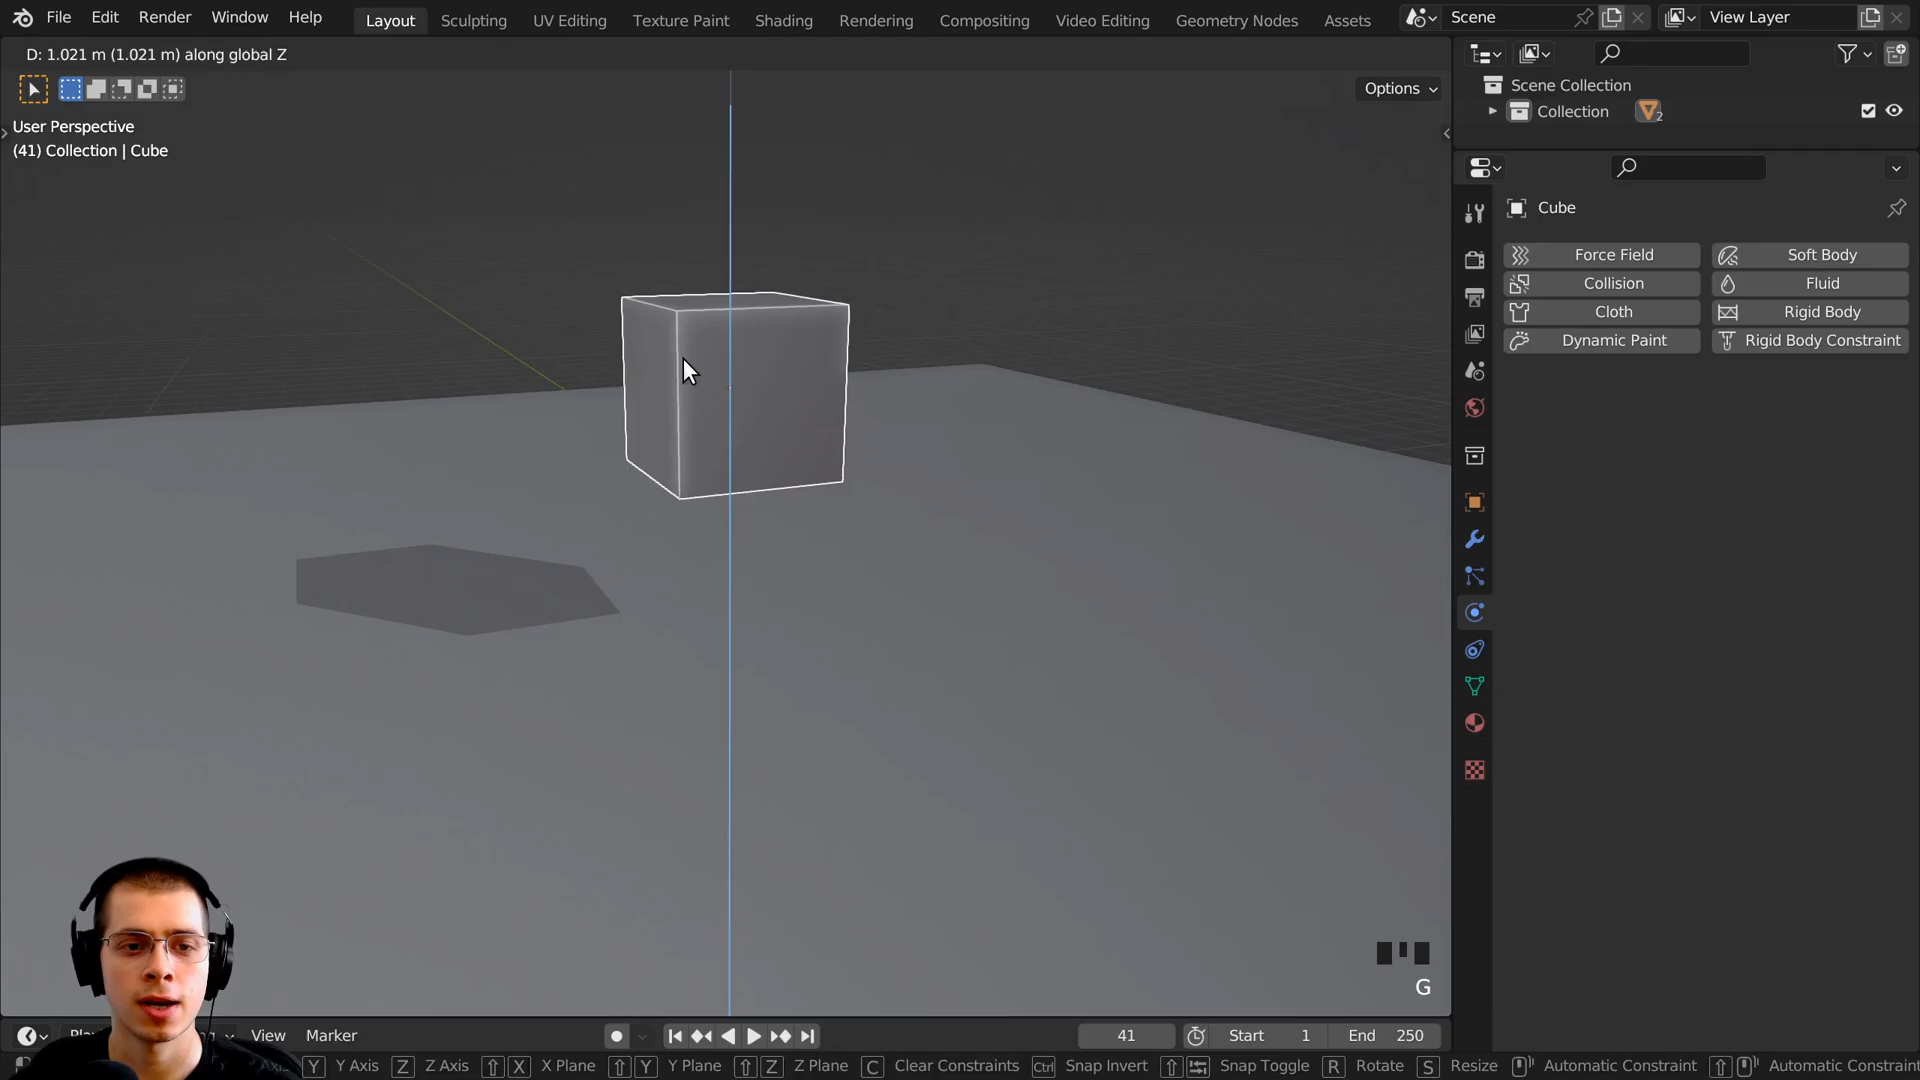 File Edit Render Window Help Layout Sculpting UV Editing Texture Paint Shading Rendering Compositing Video Editing Geometry Nodes Assets Scene View Layer
D: 1.021 m (1.021 m) along global Z
Options
User Perspective
(41) Collection | Cube
Scene Collection
Collection 2
Cube
Force Field Soft Body
Collision Fluid
Cloth Rigid Body
Dynamic Paint Rigid Body Constraint
G
View Marker 41 Start 1 End 250
Y Y Axis Z Z Axis X X Plane Y Y Plane Z Z Plane C Clear Constraints Ctrl Snap Invert Snap Toggle R Rotate S Resize Automatic Constraint Automatic Constraint